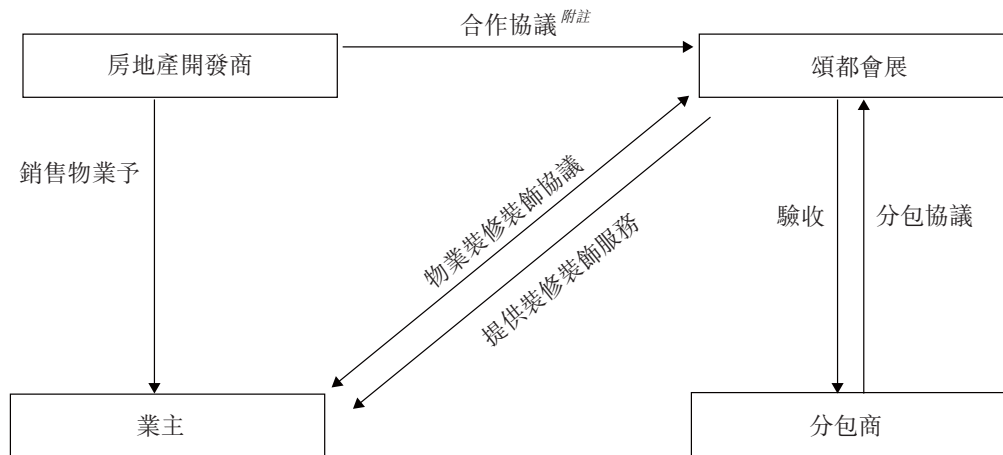 合作協議附註
房地產開發商
頌都會展
銷售物業予
物業裝修裝飾協議
提供裝修裝飾服務
驗收
分包協議
業主
分包商